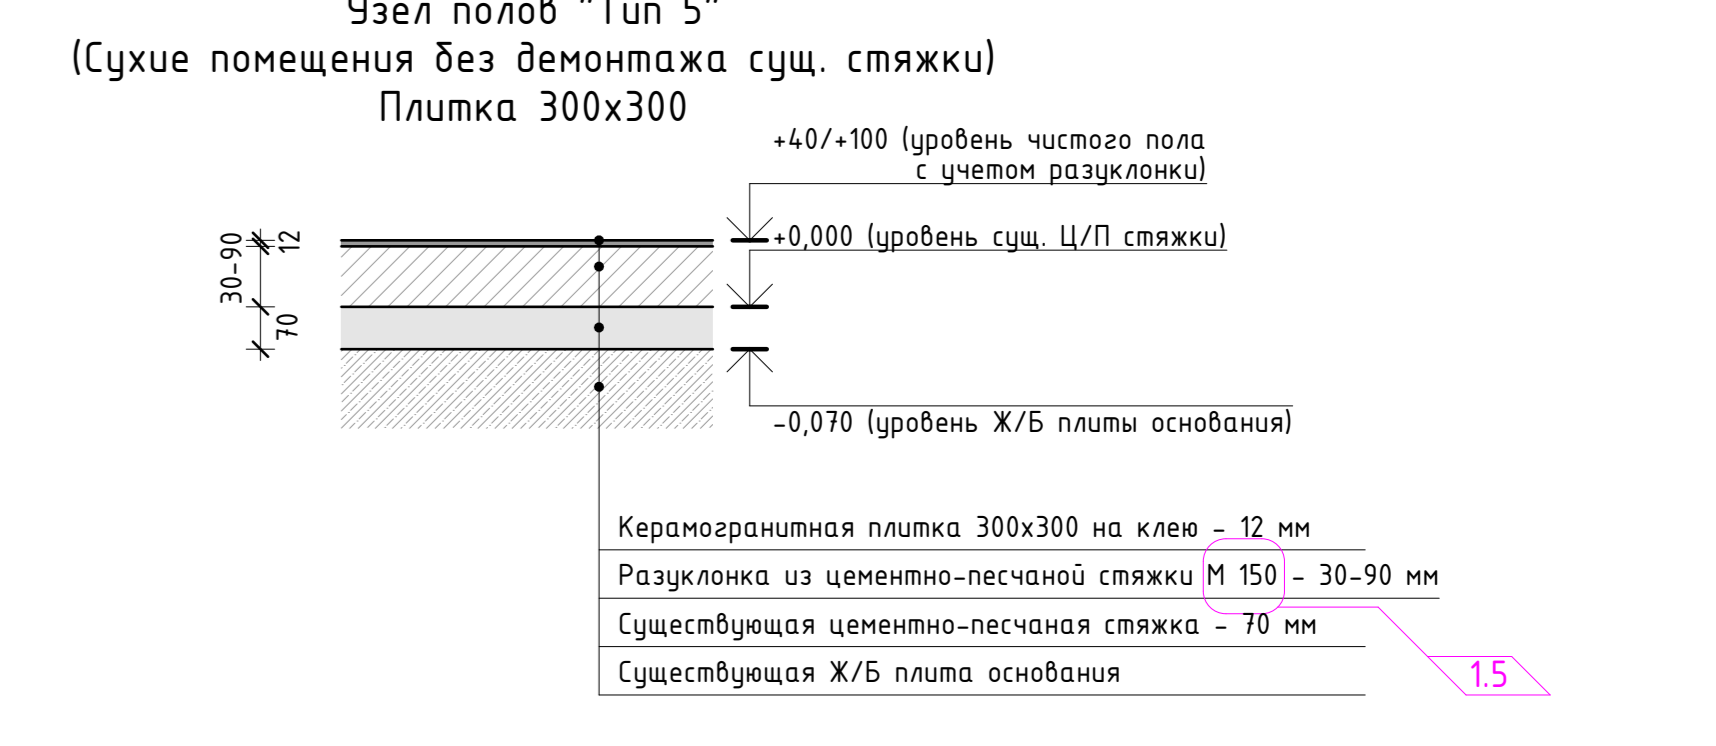 Узел полов "Тип 5"
(Сухие помещения без демонтажа сущ. стяжки)
Плитка 300х300
+40/+100 (уровень чистого пола
с учетом разуклонки)
+0,000 (уровень сущ. Ц/П стяжки)
-0,070 (уровень Ж/Б плиты основания)
12
30-90
70
Керамогранитная плитка 300х300 на клею - 12 мм
Разуклонка из цементно-песчаной стяжки М 150 - 30-90 мм
Существующая цементно-песчаная стяжка - 70 мм
Существующая Ж/Б плита основания
1.5